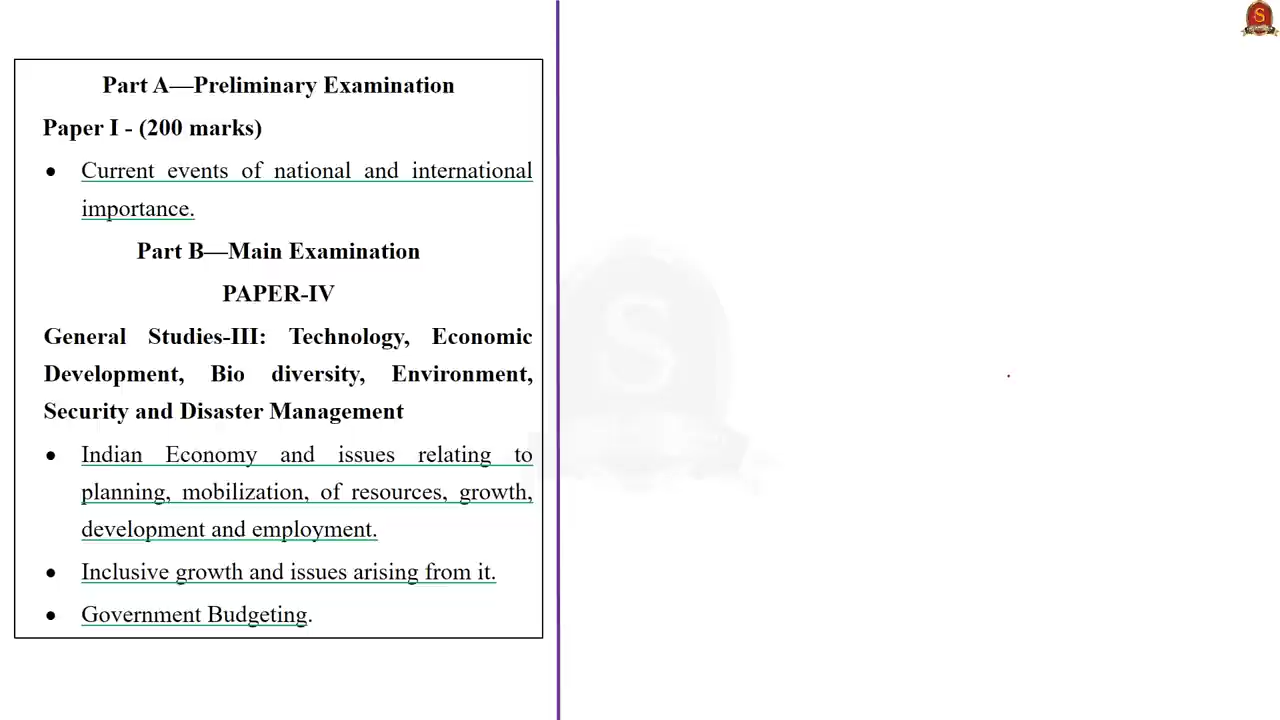 Part A—Preliminary Examination
Paper I - (200 marks)
● Current events of national and international
importance.
Part B—Main Examination
PAPER-IV
General Studies-III: Technology, Economic
Development, Bio diversity, Environment,
Security and Disaster Management
● Indian Economy and issues relating to
planning, mobilization, of resources, growth,
development and employment.
● Inclusive growth and issues arising from it.
● Government Budgeting.
S
S